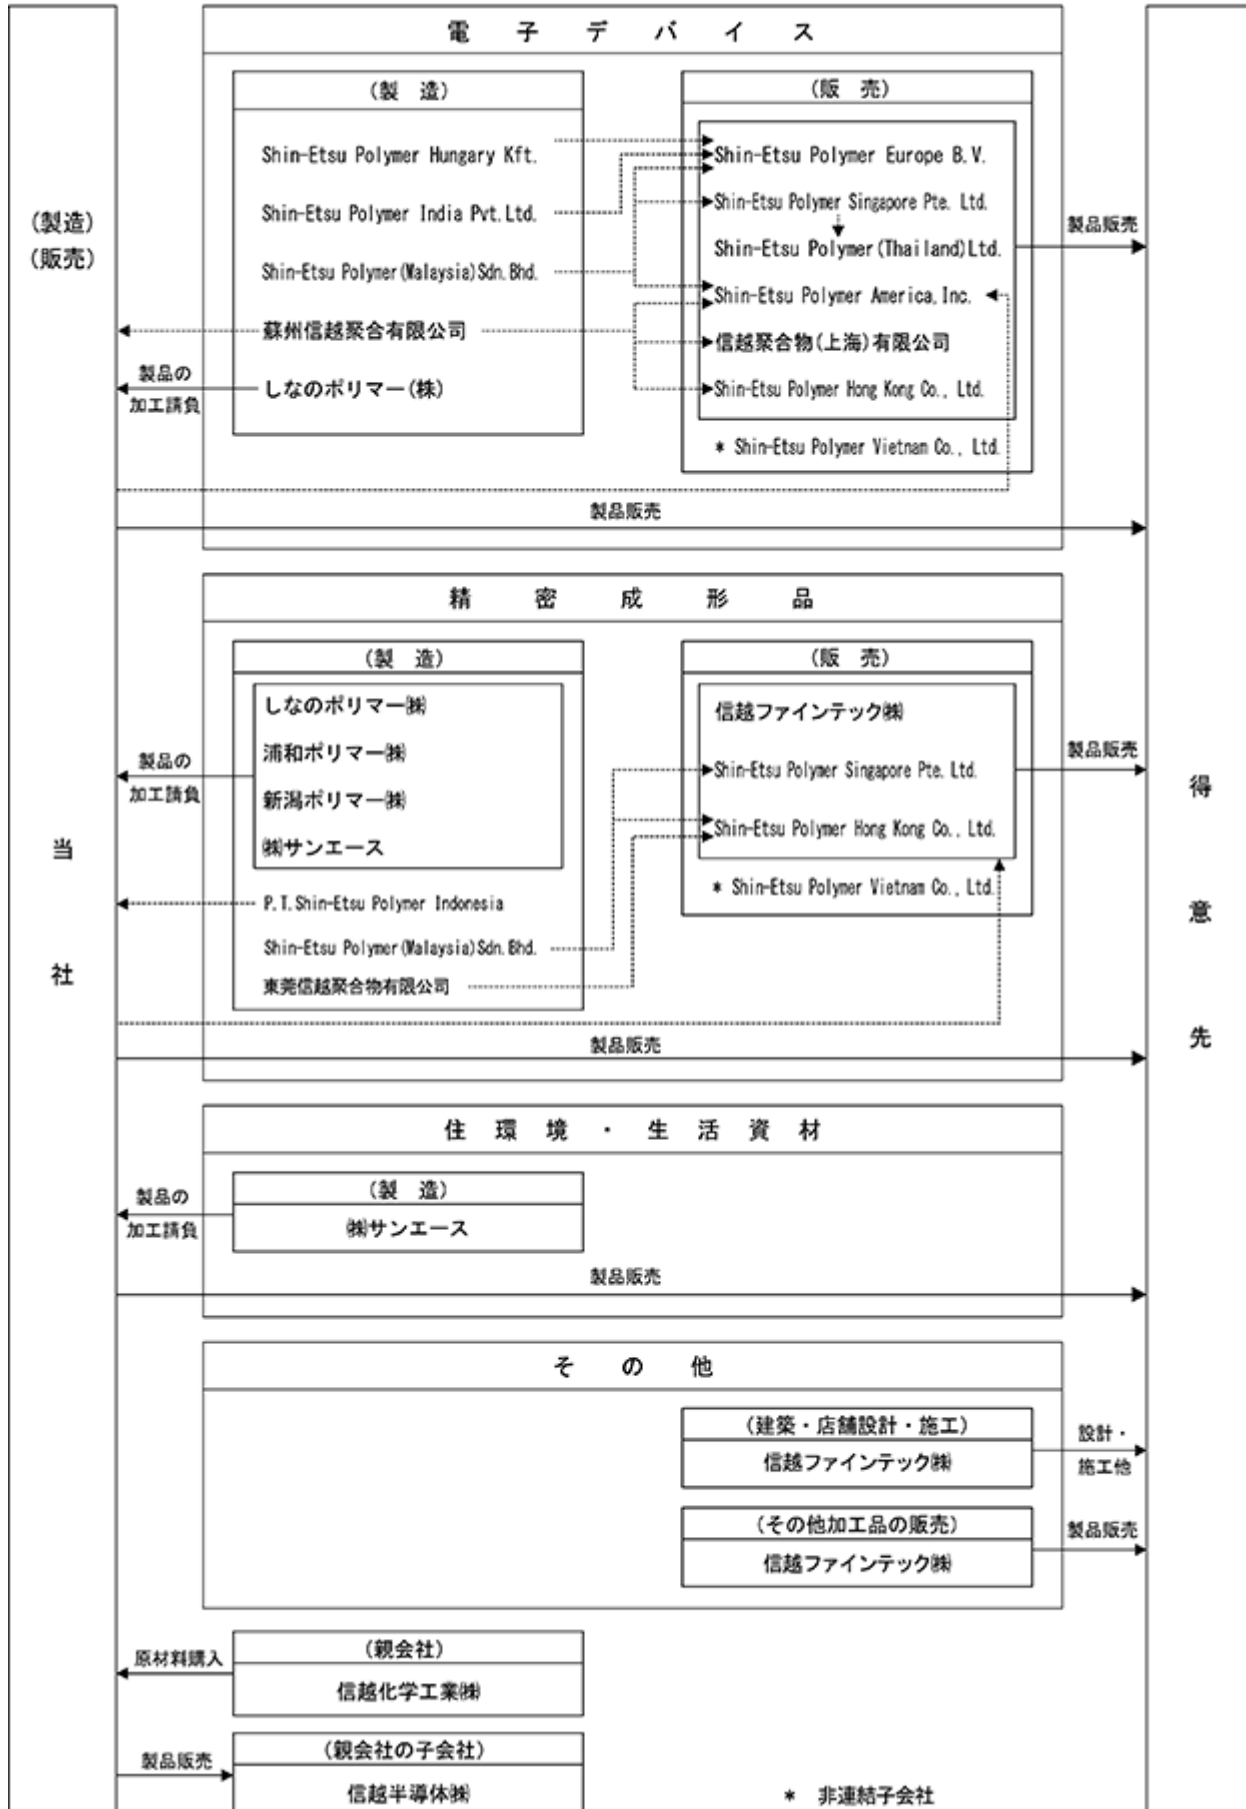 (製造)
(販売)
当
社
電子デバイス
(製 造)
Shin-Etsu Polymer Hungary Kft.
Shin-Etsu Polymer India Pvt.Ltd.
Shin-Etsu Polymer(Malaysia)Sdn.Bhd.
蘇州信越聚合有限公司
しなのポリマー(株)
製品の
加工請負
(販 売)
Shin-Etsu Polymer Europe B.V.
Shin-Etsu Polymer Singapore Pte. Ltd.
Shin-Etsu Polymer(Thailand)Ltd.
Shin-Etsu Polymer America,Inc.
信越聚合物(上海)有限公司
Shin-Etsu Polymer Hong Kong Co., Ltd.
* Shin-Etsu Polymer Vietnam Co., Ltd.
製品販売
製品販売
精密成形品
(製 造)
しなのポリマー㈱
浦和ポリマー㈱
新潟ポリマー㈱
㈱サンエース
製品の
加工請負
P.T.Shin-Etsu Polymer Indonesia
Shin-Etsu Polymer(Malaysia)Sdn.Bhd.
東莞信越聚合物有限公司
(販 売)
信越ファインテック㈱
Shin-Etsu Polymer Singapore Pte. Ltd.
Shin-Etsu Polymer Hong Kong Co., Ltd.
* Shin-Etsu Polymer Vietnam Co., Ltd.
製品販売
製品販売
住環境・生活資材
(製 造)
㈱サンエース
製品の
加工請負
製品販売
その他
(建築・店舗設計・施工)
信越ファインテック㈱
設計・
施工他
(その他加工品の販売)
信越ファインテック㈱
製品販売
原材料購入
(親会社)
信越化学工業㈱
製品販売
(親会社の子会社)
信越半導体㈱
* 非連結子会社
得
意
先